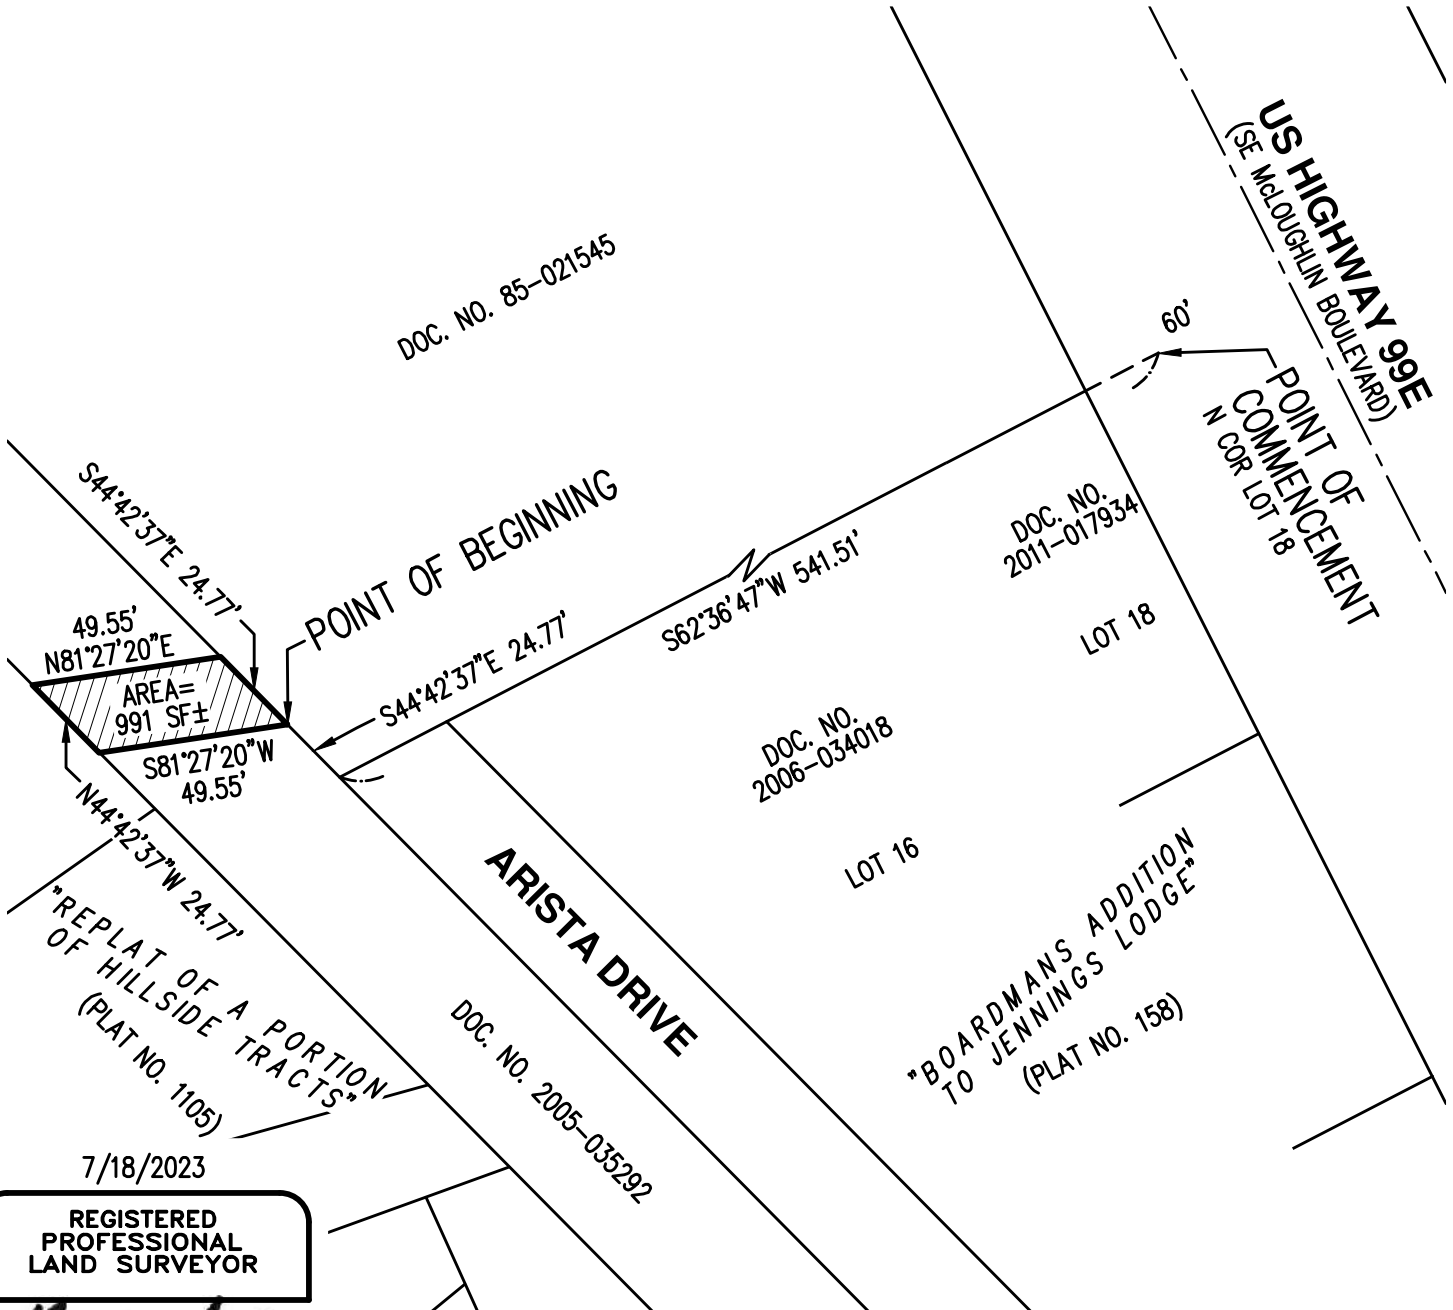 US HIGHWAY 99E
(SE McLOUGHLIN BOULEVARD)
DOC. NO. 85-021545
60'
POINT OF
COMMENCEMENT
N COR LOT 18
S44°42'37"E 24.77'
POINT OF BEGINNING
DOC. NO.
2011-017934
S62°36'47"W 541.51'
LOT 18
49.55'
N81°27'20"E
AREA=
991 SF±
S44°42'37"E 24.77'
S81°27'20"W
49.55'
DOC. NO.
2006-034018
N44°42'37"W 24.77'
LOT 16
ARISTA DRIVE
"REPLAT OF A PORTION
OF HILLSIDE TRACTS"
(PLAT NO. 1105)
"BOARDMANS ADDITION
TO JENNINGS LODGE"
(PLAT NO. 158)
DOC. NO. 2005-035292
7/18/2023
REGISTERED
PROFESSIONAL
LAND SURVEYOR